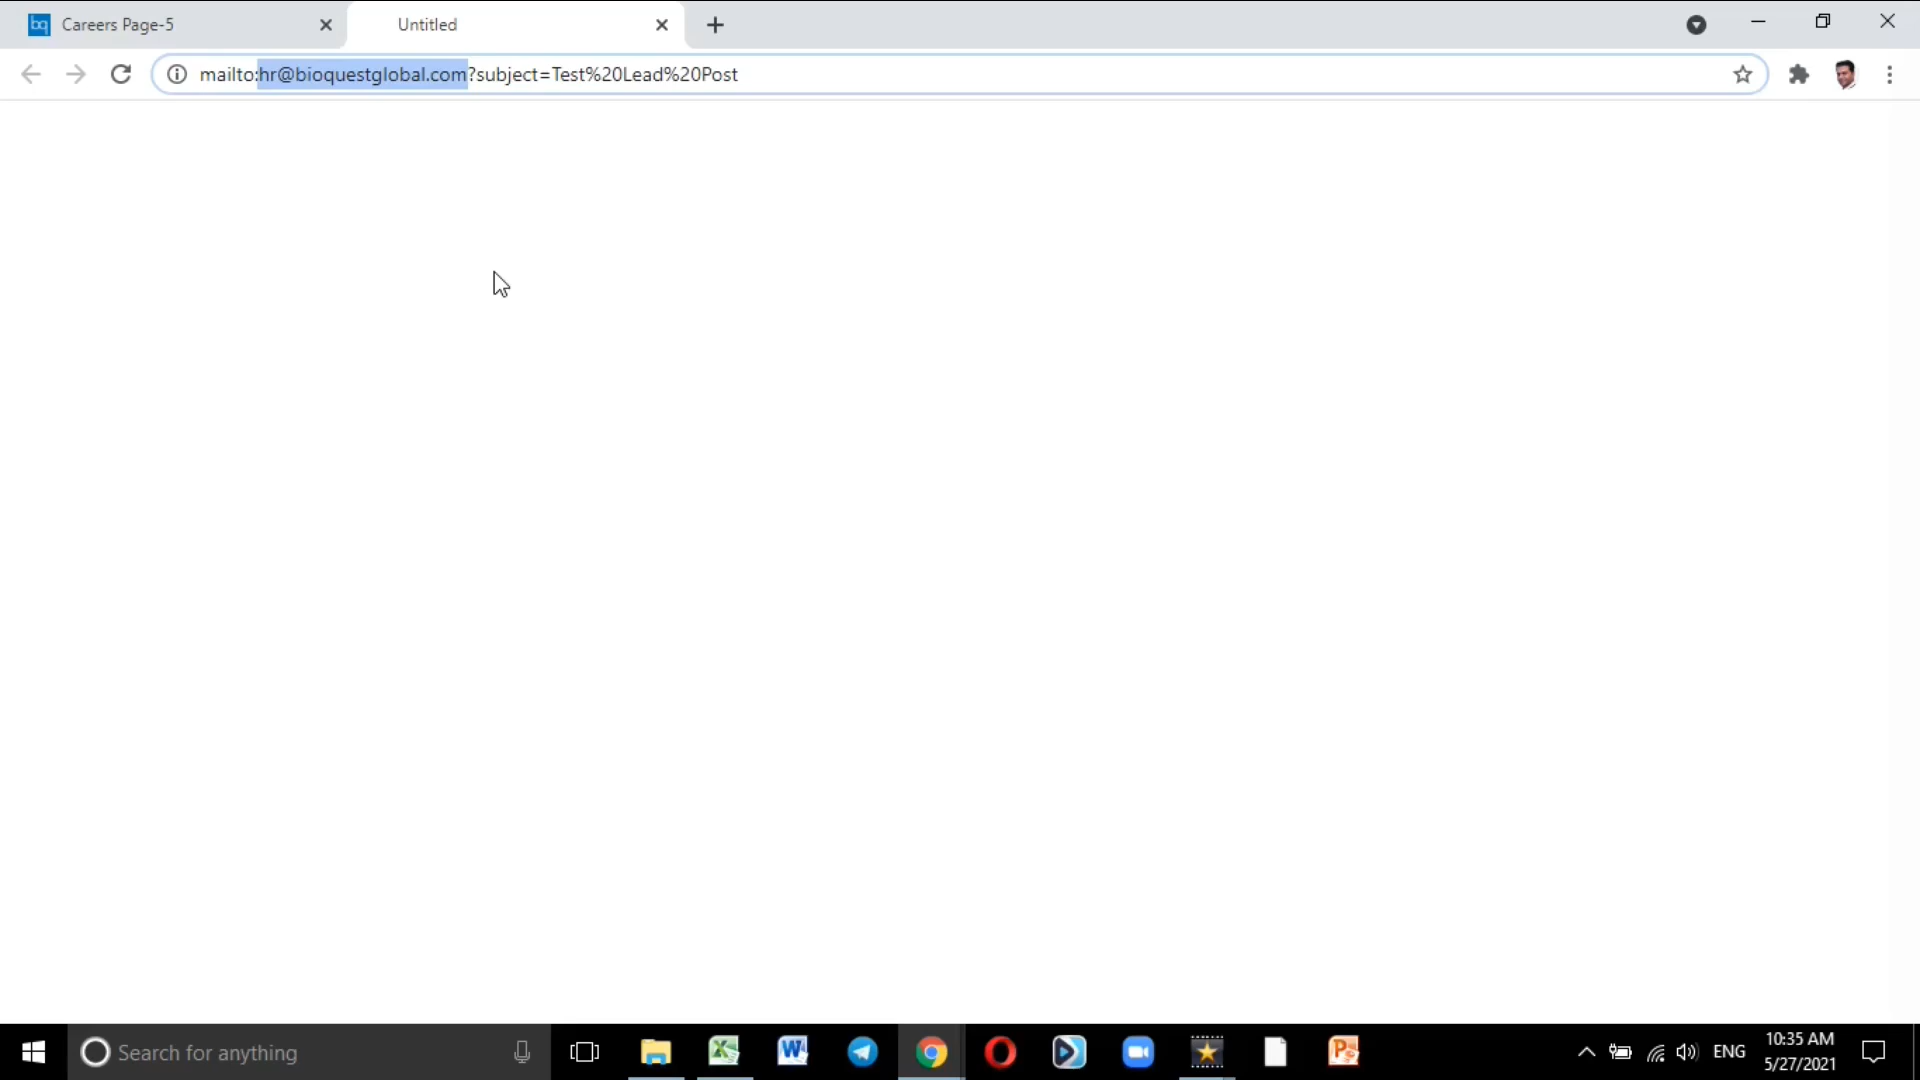 bq Careers Page-5
Untitled
mailto:hr@bioquestglobal.com?subject=Test%20Lead%20Post
Search for anything
ENG
10:35 AM
5/27/2021